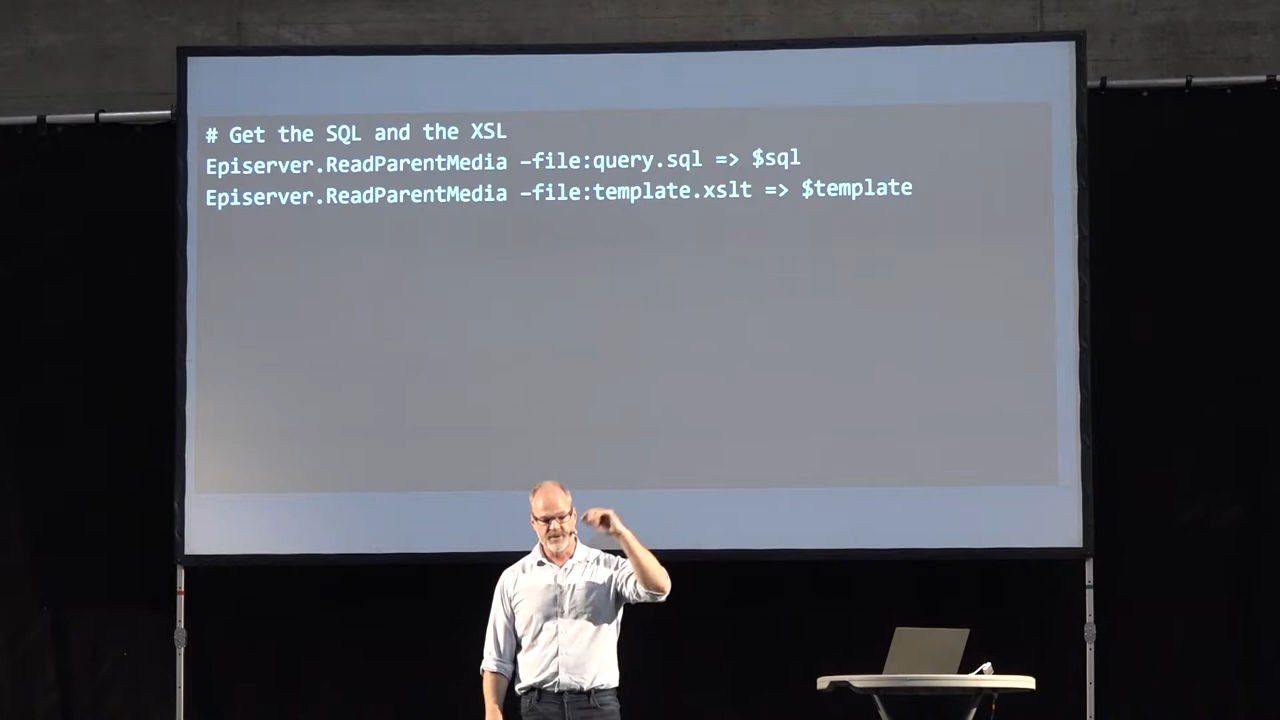 # Get the SQL and the XSL
Episerver.ReadParentMedia –file:query.sql => $sql
Episerver.ReadParentMedia –file:template.xslt => $template